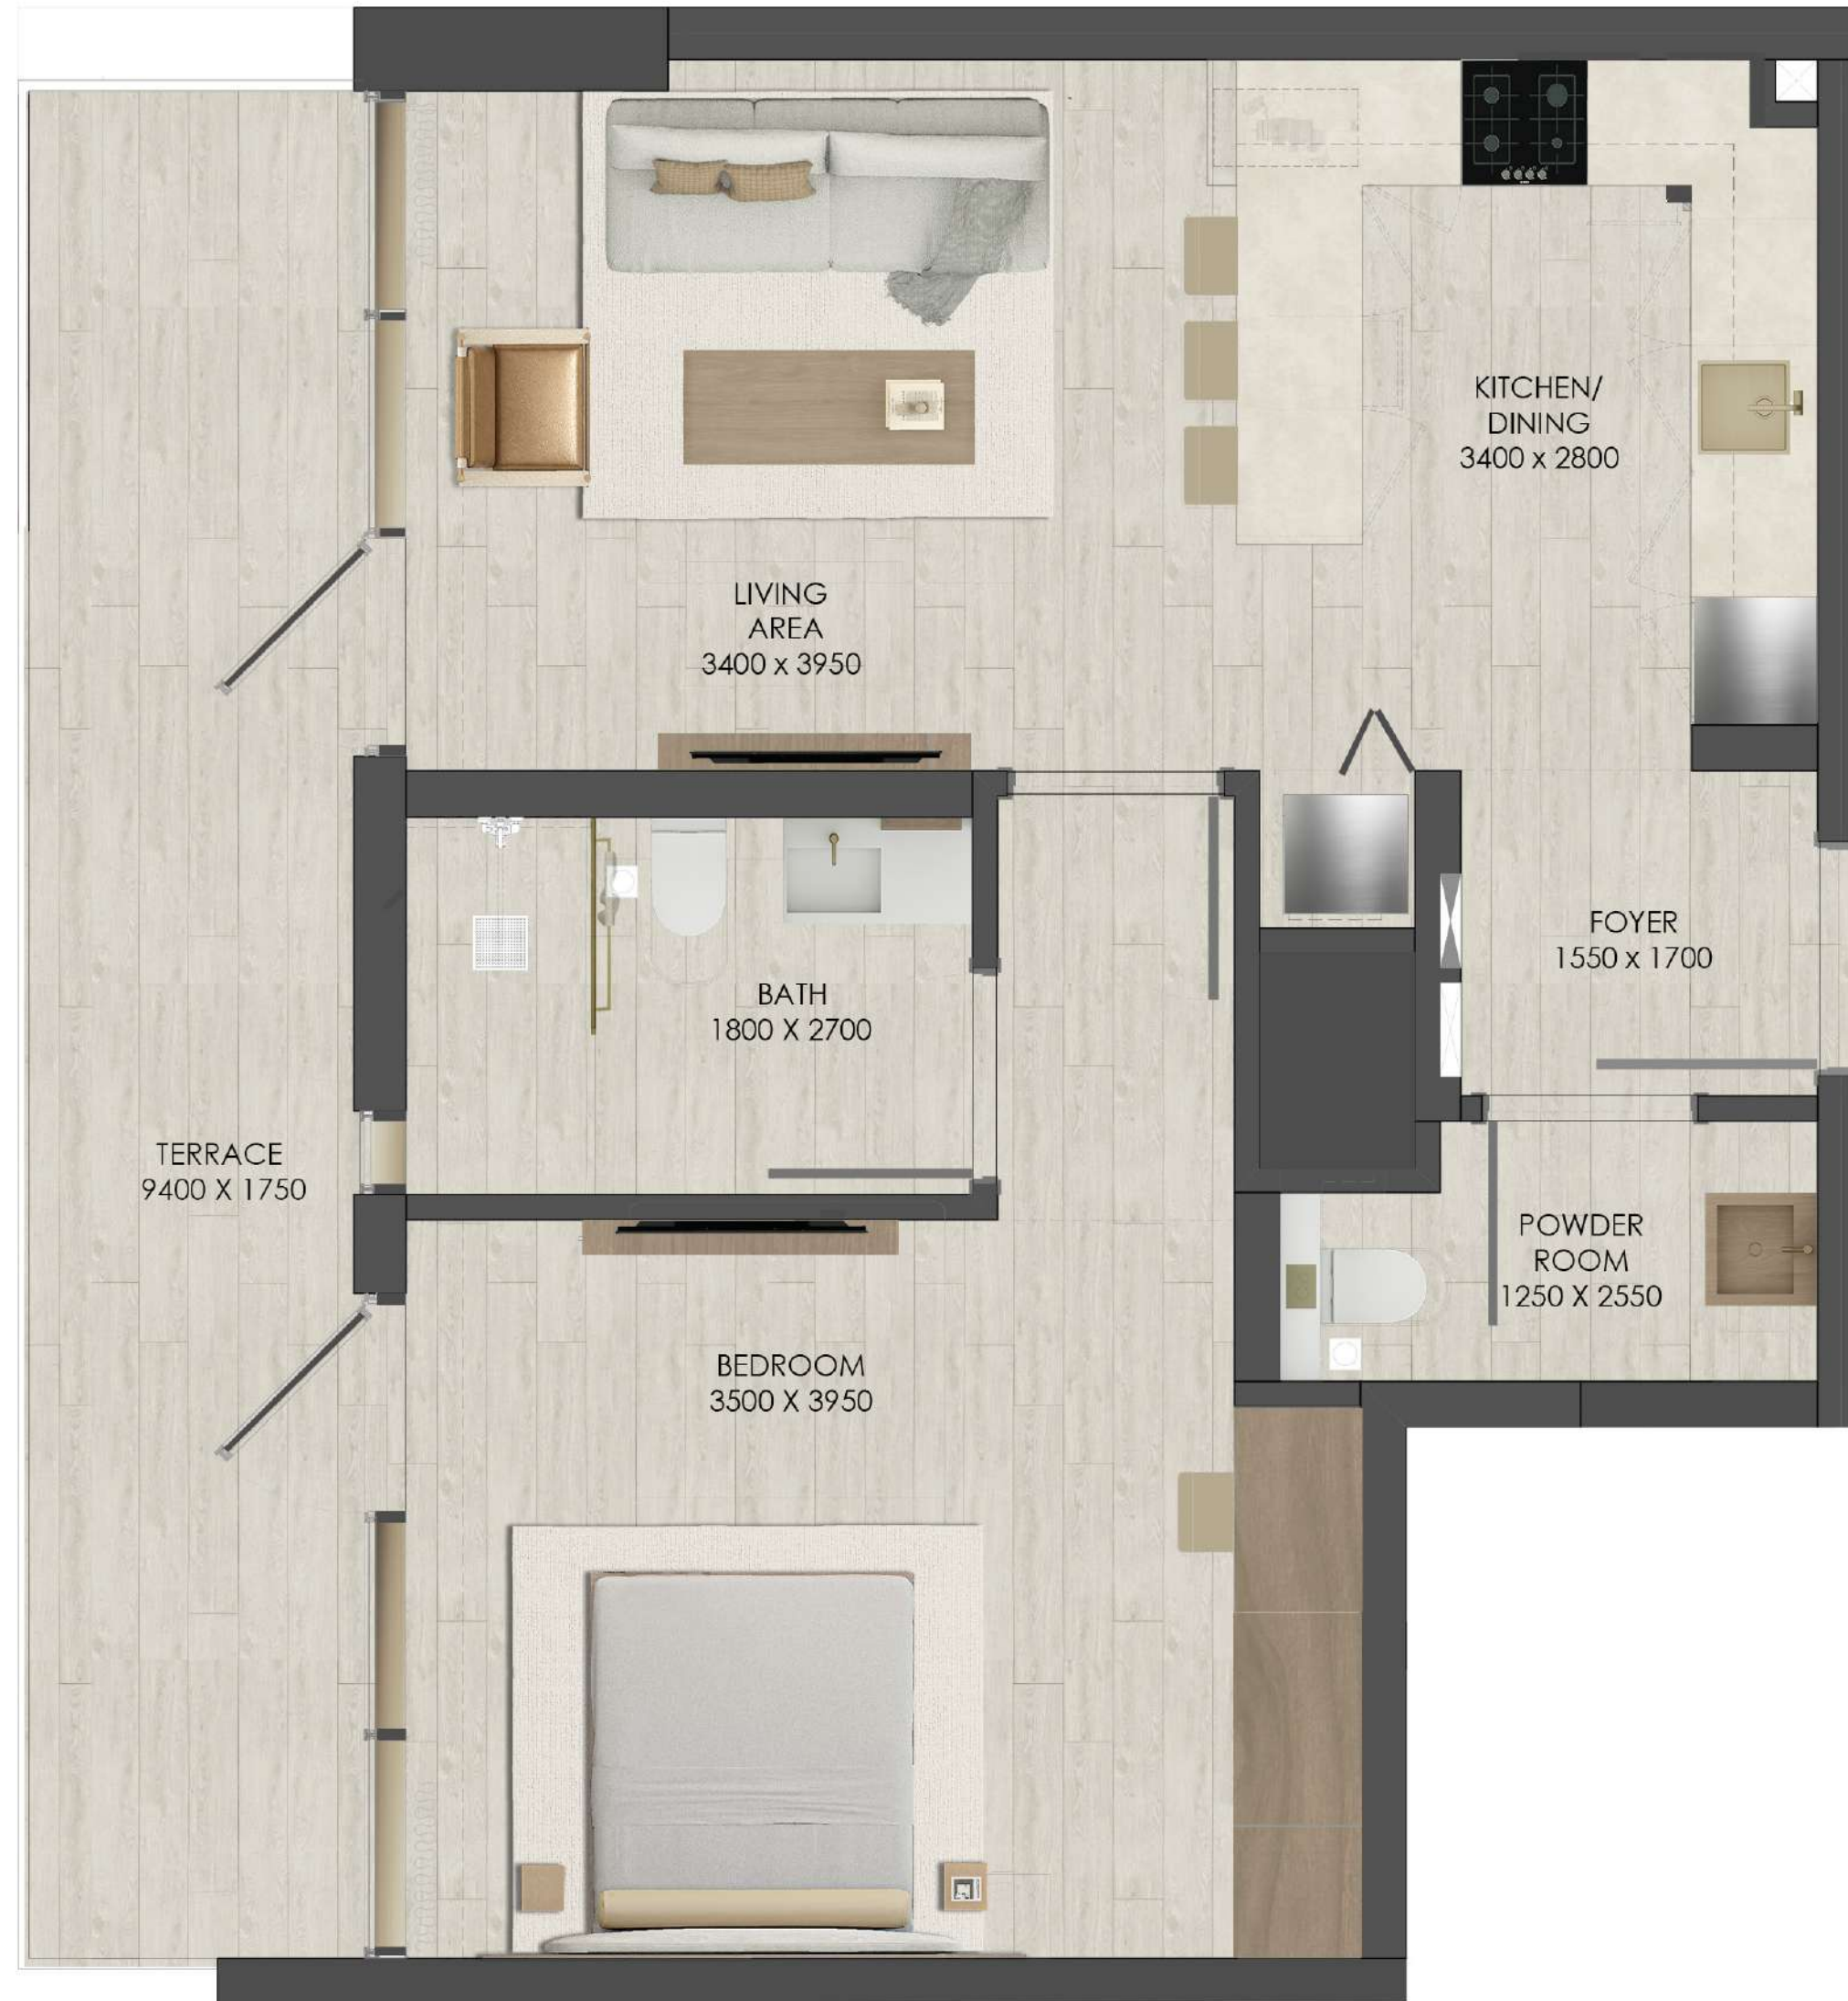 KITCHEN/
DINING
3400 x 2800
LIVING
AREA
3400 x 3950
FOYER
1550 x 1700
BATH
1800 X 2700
TERRACE
9400 X 1750
POWDER
ROOM
1250 X 2550
BEDROOM
3500 X 3950